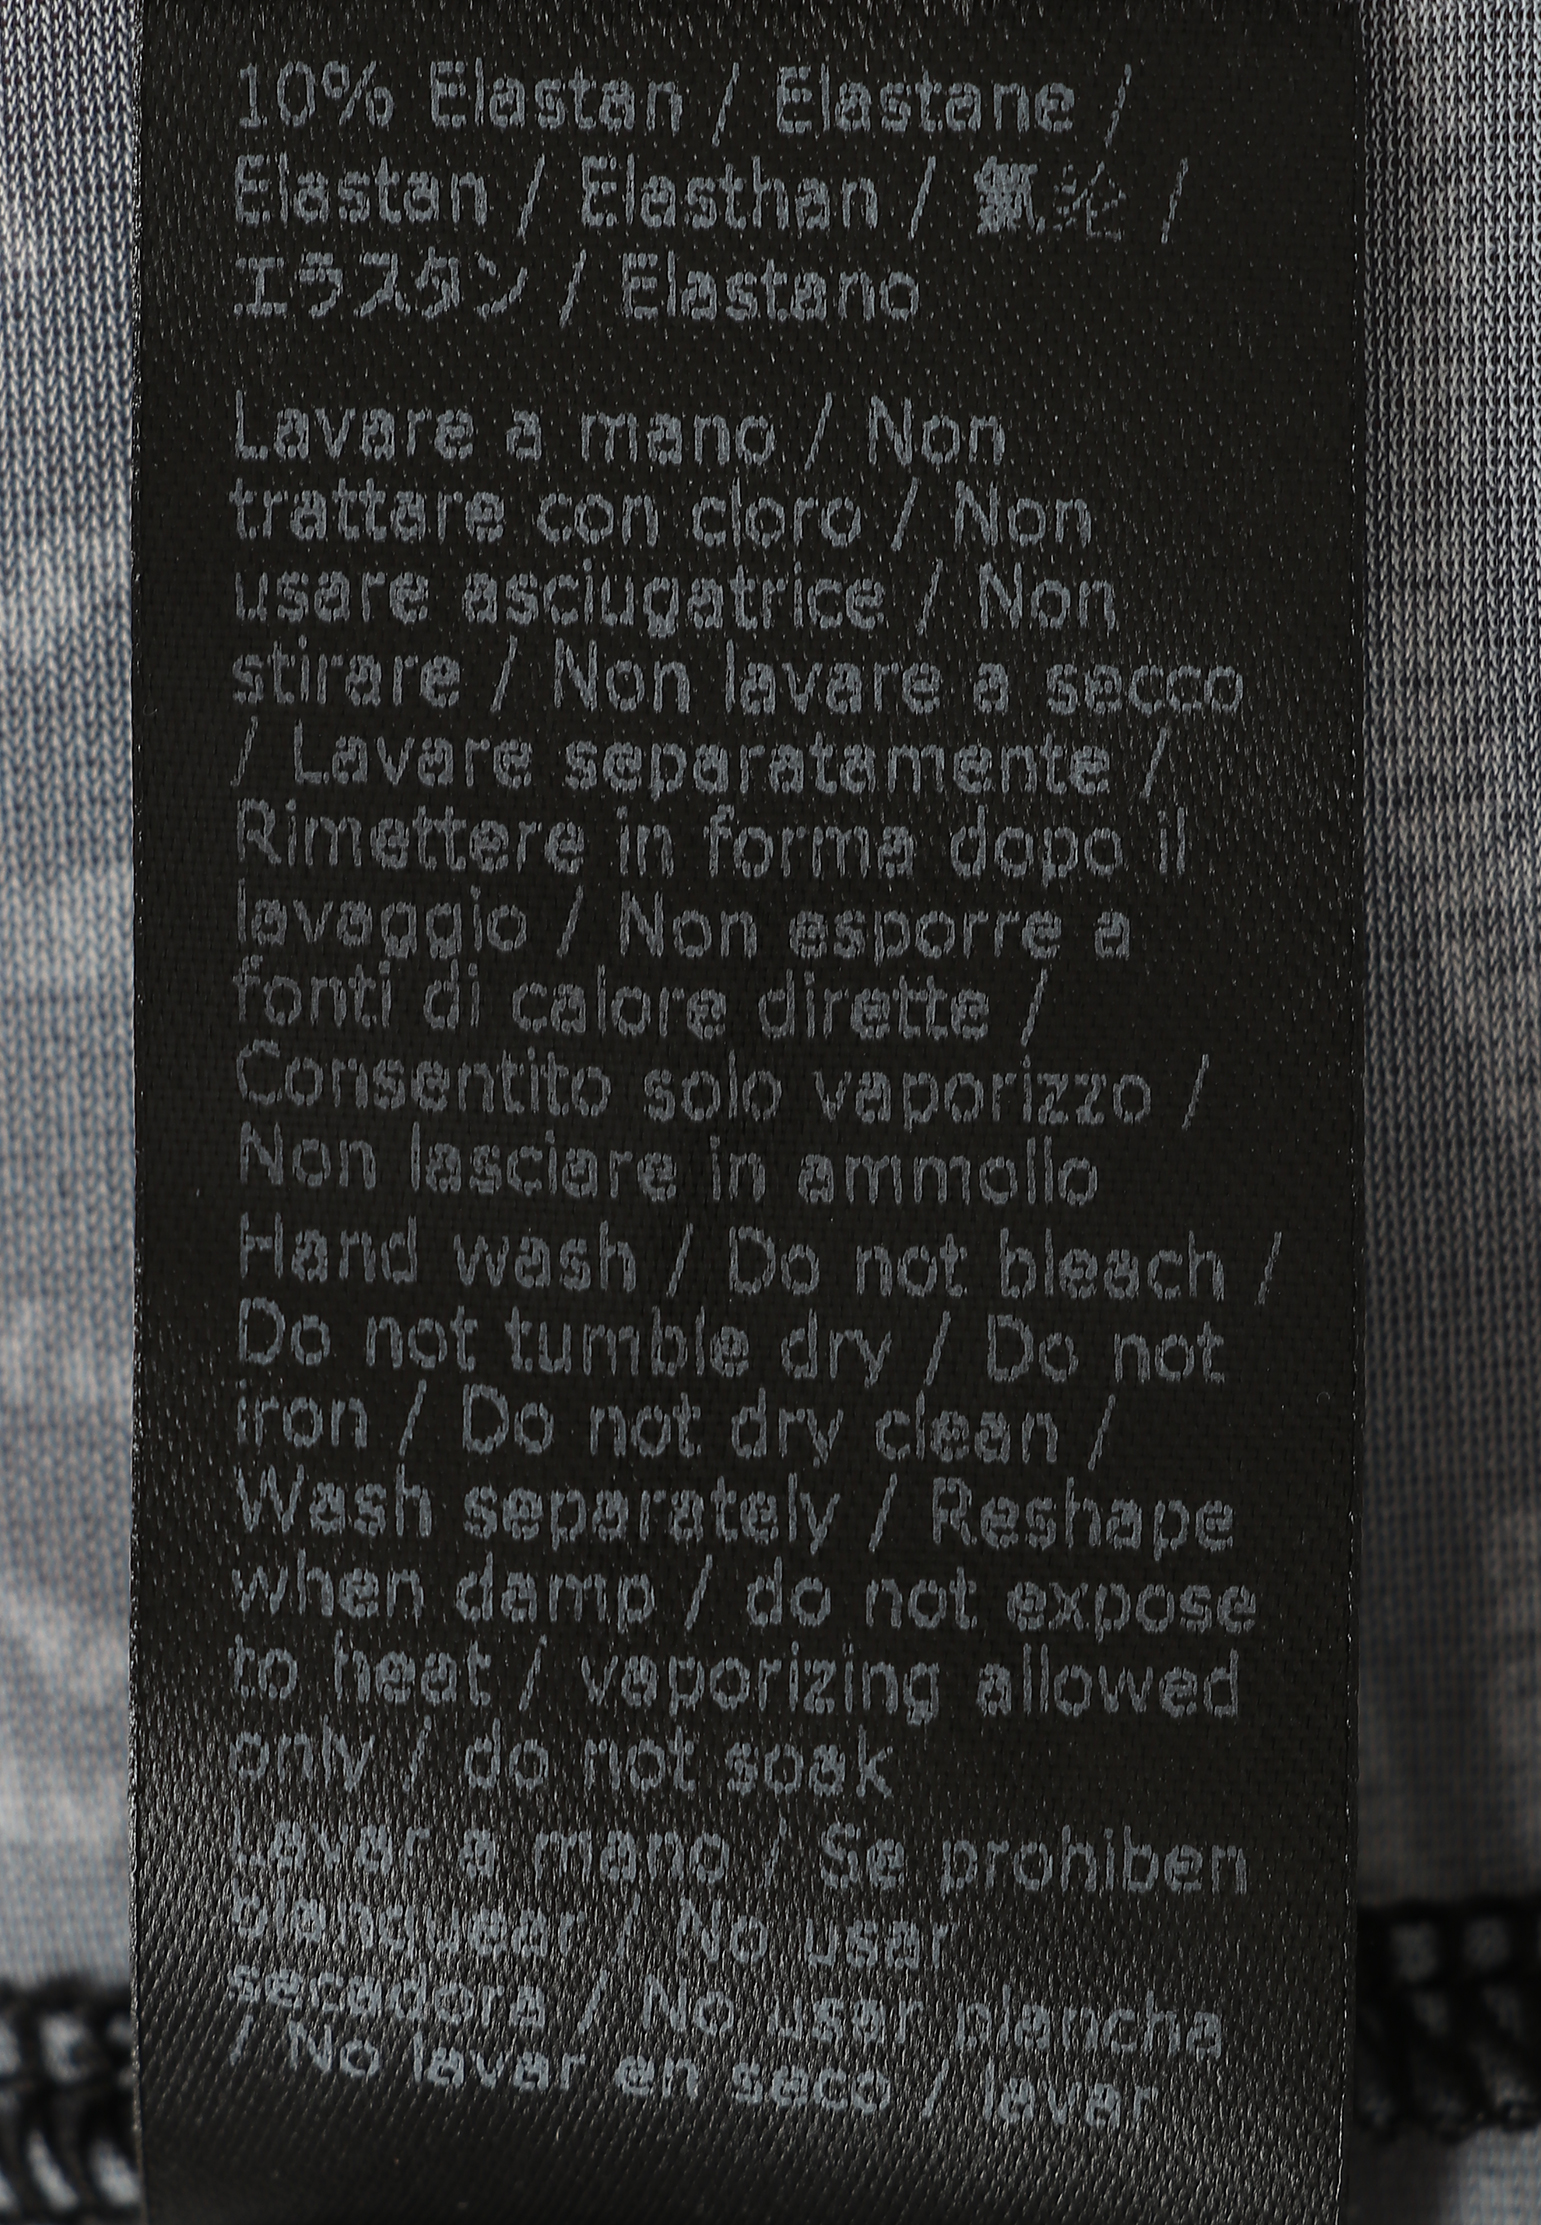 10% Elastan / Elastane /
Elastan / Elasthan / 氨纶 /
エラスタン / Elastano
Lavare a mano / Non
trattare con cloro / Non
usare asciugatrice / Non
stirare / Non lavare a secco
/ Lavare separatamente /
Rimettere in forma dopo il
lavaggio / Non esporre a
fonti di calore dirette /
Consentito solo vaporizzo /
Non lasciare in ammollo
Hand wash / Do not bleach /
Do not tumble dry / Do not
iron / Do not dry clean /
Wash separately / Reshape
when damp / do not expose
to heat / vaporizing allowed
only / do not soak
Lavar a mano / Se prohiben
blanquear / No usar
secadora / No usar plancha
/ No lavar en seco / lavar